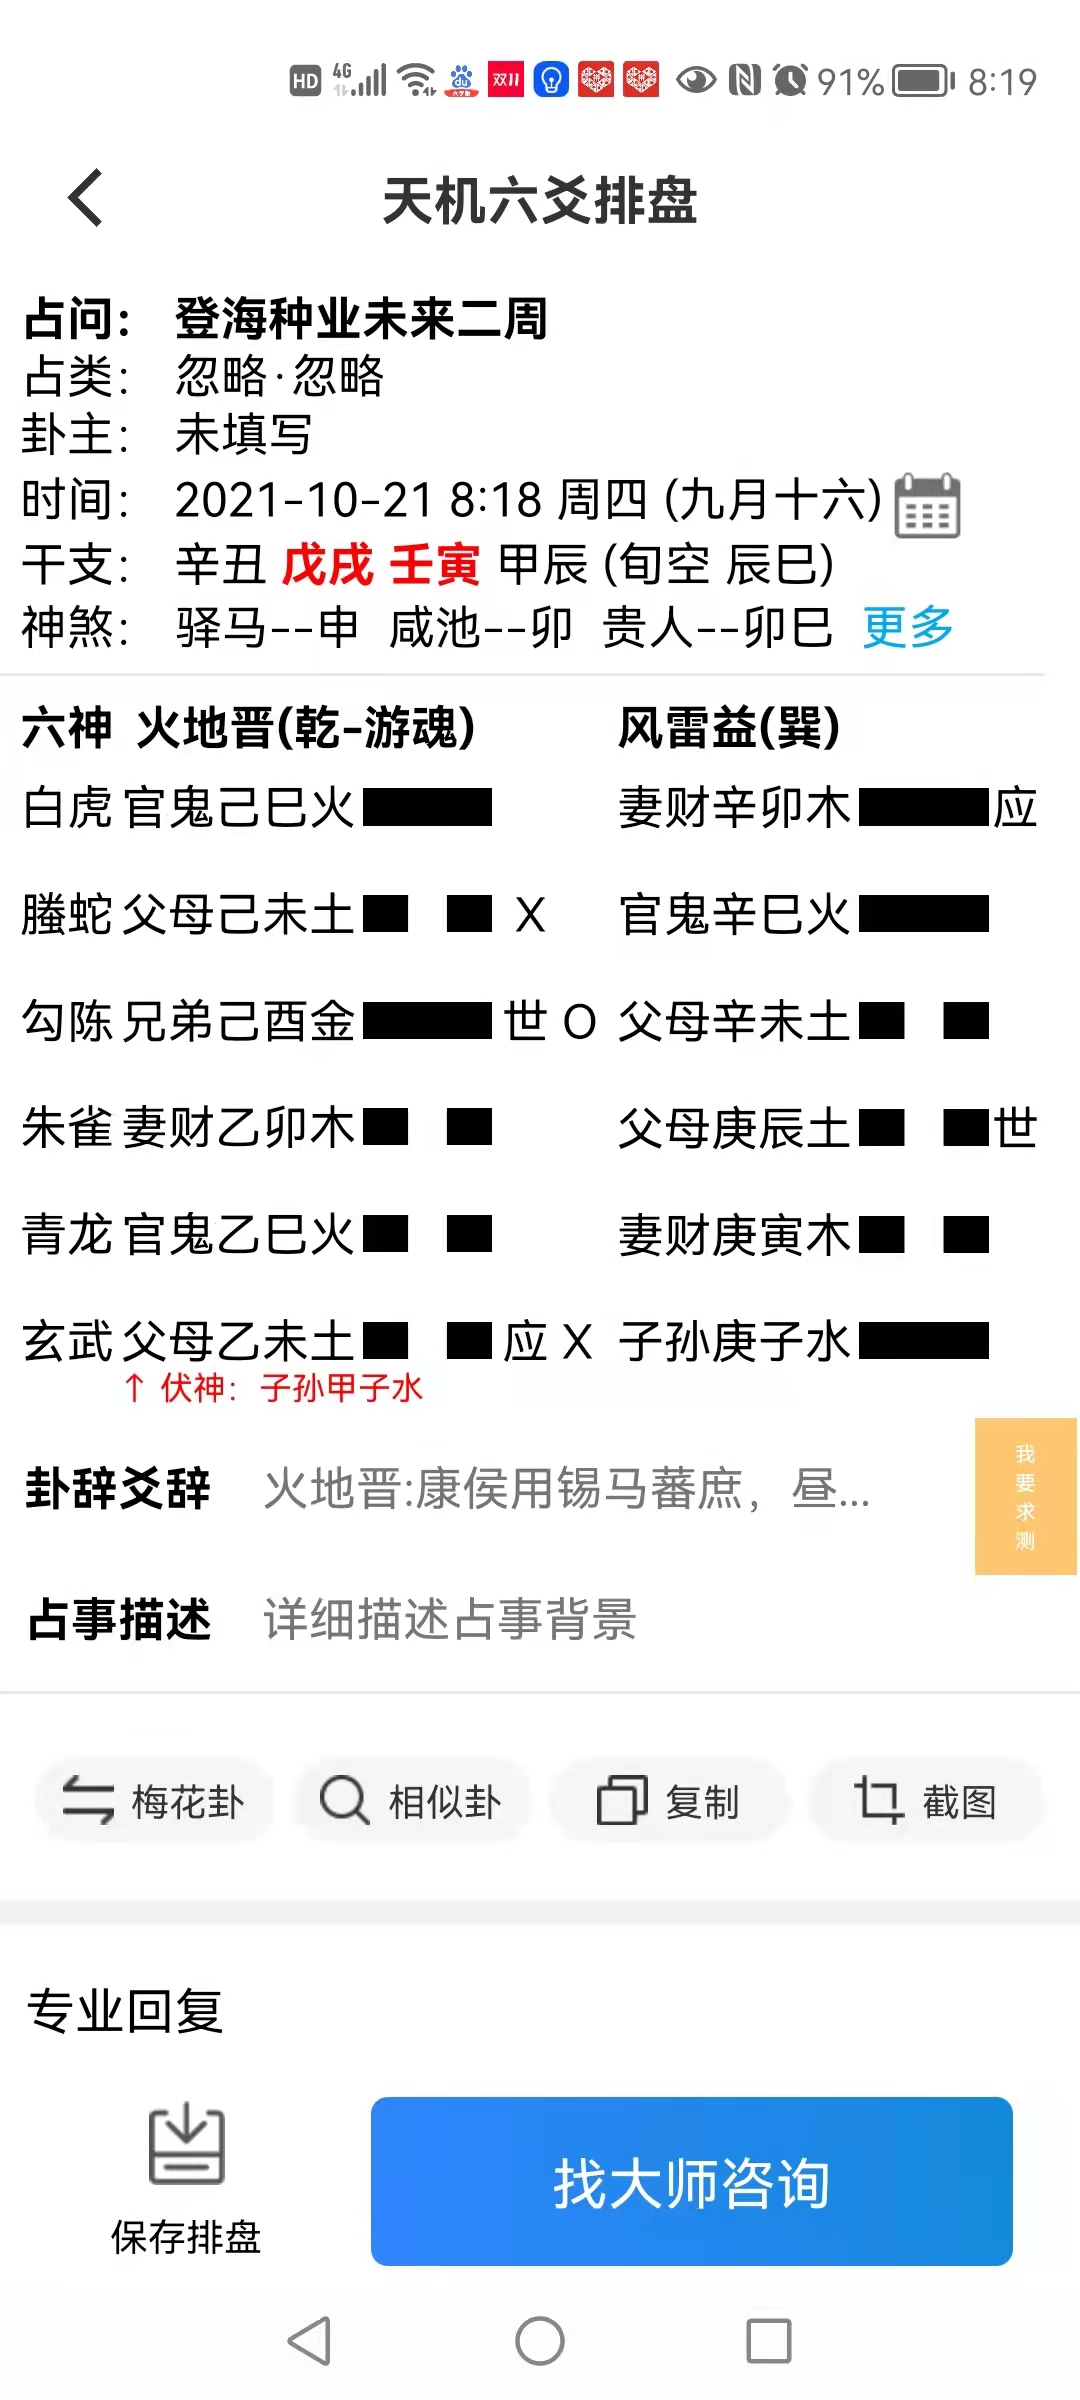 HD 4G du 六学霸 双11 91% 8:19
天机六爻排盘
占问： 登海种业未来二周
占类： 忽略·忽略
卦主： 未填写
时间： 2021-10-21 8:18 周四 (九月十六)
干支： 辛丑 戊戌 壬寅 甲辰 (旬空 辰巳)
神煞： 驿马--申 咸池--卯 贵人--卯巳 更多
六神 火地晋(乾-游魂) 风雷益(巽)
白虎 官鬼己巳火 妻财辛卯木 应
螣蛇 父母己未土 X 官鬼辛巳火
勾陈 兄弟己酉金 世 O 父母辛未土
朱雀 妻财乙卯木 父母庚辰土 世
青龙 官鬼乙巳火 妻财庚寅木
玄武 父母乙未土 应 X 子孙庚子水
↑ 伏神：子孙甲子水
卦辞爻辞 火地晋:康侯用锡马蕃庶，昼...
我要求测
占事描述 详细描述占事背景
梅花卦 相似卦 复制 截图
专业回复
保存排盘 找大师咨询